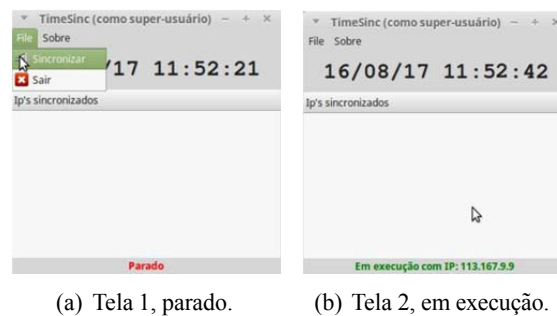 TimeSinc (como super-usuário)
File Sobre
Sincronizar
Sair
/17 11:52:21
Ip's sincronizados
Parado
(a) Tela 1, parado.
TimeSinc (como super-usuário)
File Sobre
16/08/17 11:52:42
Ip's sincronizados
Em execução com IP: 113.167.9.9
(b) Tela 2, em execução.